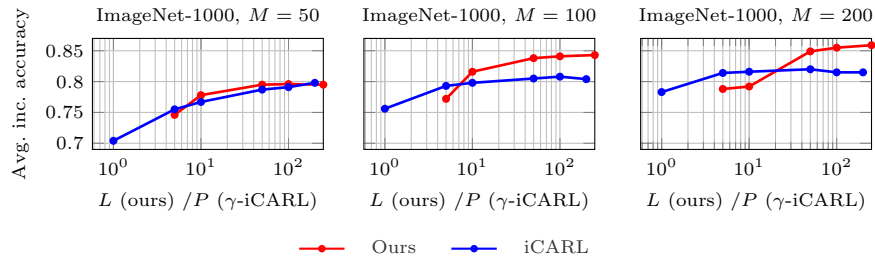 ImageNet-1000, M = 50
ImageNet-1000, M = 100
ImageNet-1000, M = 200
Avg. inc. accuracy
0.85
0.8
0.75
0.7
10^0 10^1 10^2
10^0 10^1 10^2
10^0 10^1 10^2
L (ours) /P (γ-iCARL)
L (ours) /P (γ-iCARL)
L (ours) /P (γ-iCARL)
Ours
iCARL